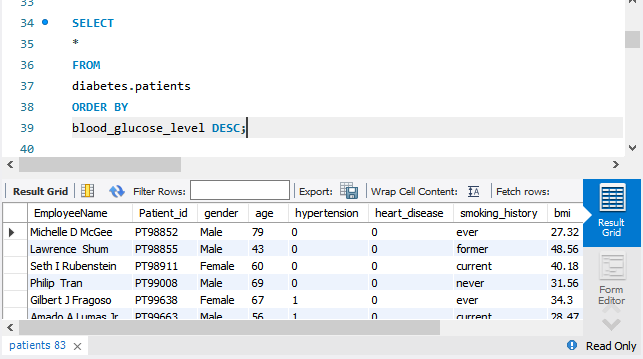 33
34 SELECT
35 *
36 FROM
37 diabetes.patients
38 ORDER BY
39 blood_glucose_level DESC;
40
Result Grid Filter Rows: Export: Wrap Cell Content: Fetch rows:
EmployeeName Patient_id gender age hypertension heart_disease smoking_history bmi
Michelle D McGee PT98852 Male 79 0 0 ever 27.32
Lawrence Shum PT98855 Male 43 0 0 former 48.56
Seth I Rubenstein PT98911 Female 60 0 0 current 40.18
Philip Tran PT99008 Male 69 0 0 never 31.56
Gilbert J Fragoso PT99638 Female 67 1 0 ever 34.3
Amado A Lumas Jr PT99663 Male 56 1 0 current 28.47
Result
Grid
Form
Editor
patients 83 Read Only